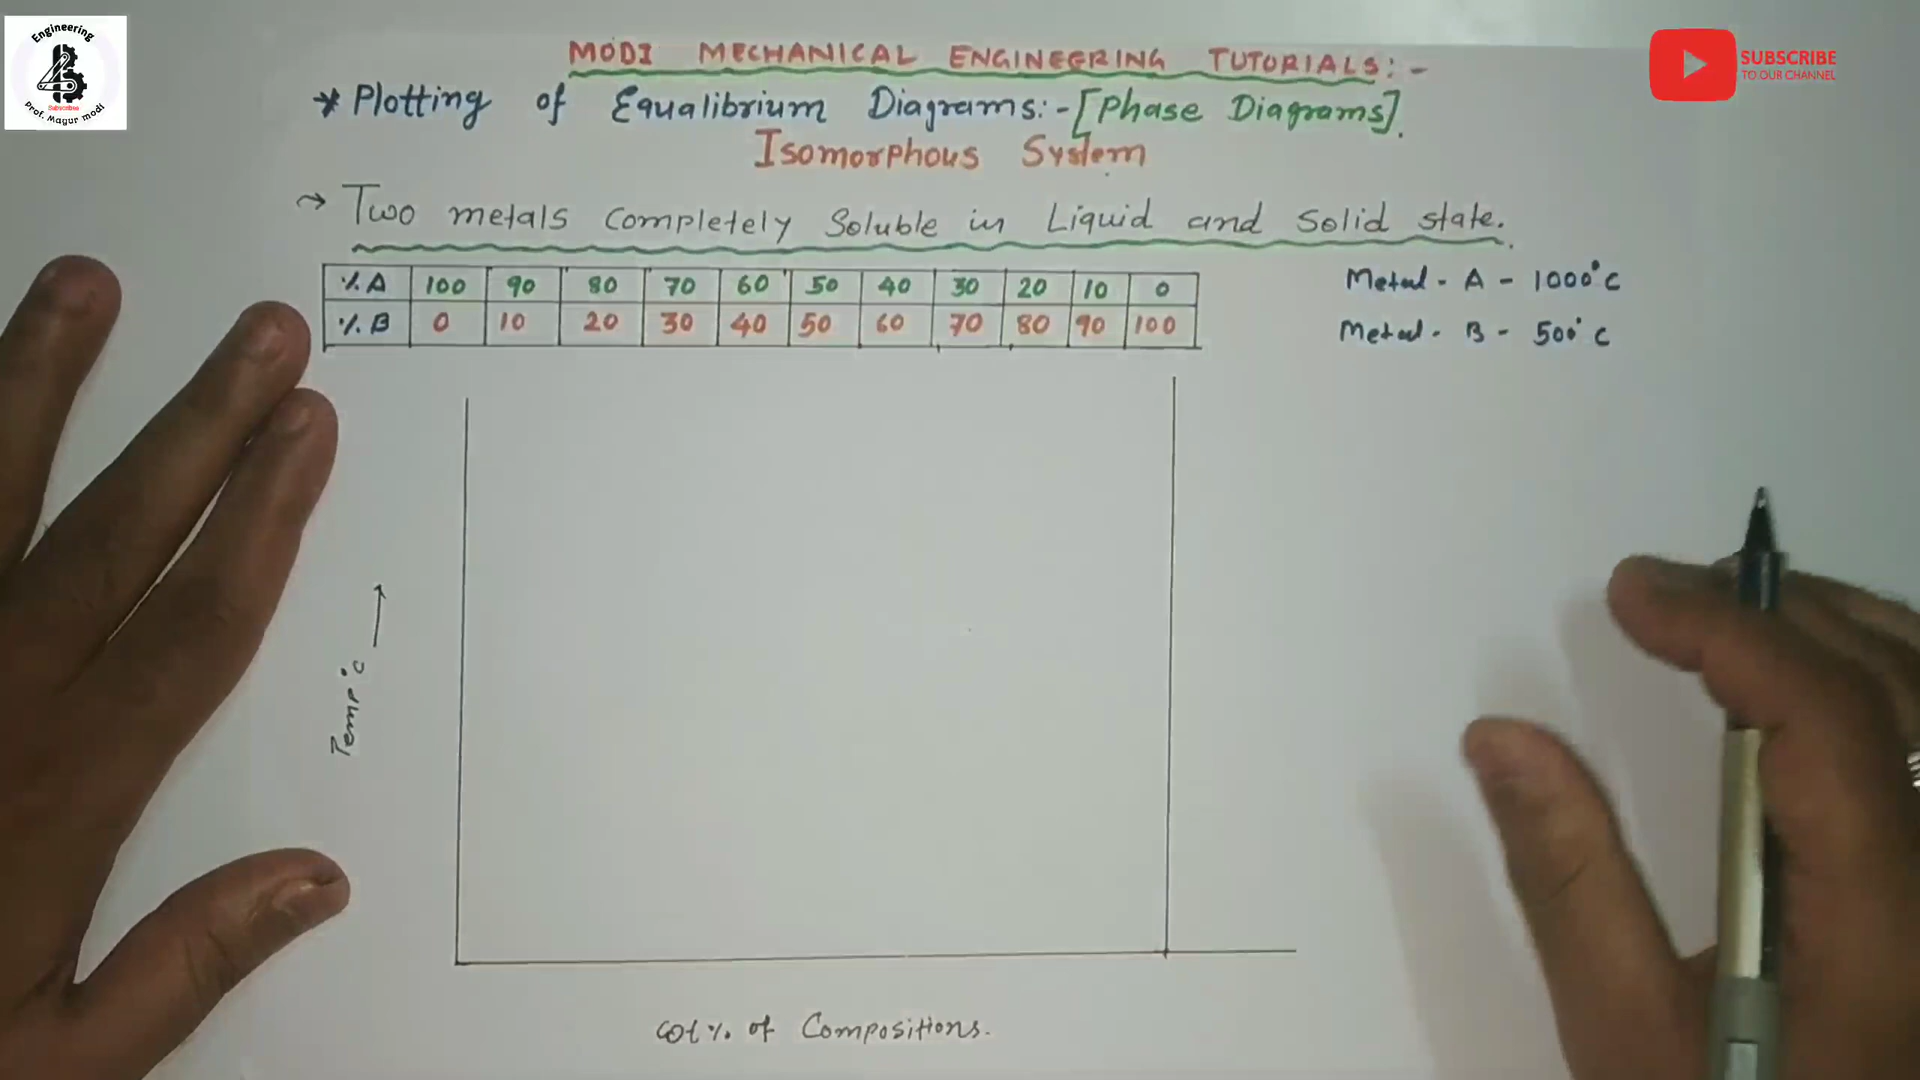 Engineering
Subscribe
Prof. Mayur modi
SUBSCRIBE
TO OUR CHANNEL
MODI MECHANICAL ENGINEERING TUTORIALS:-
* Plotting of Equalibrium Diagrams:-[Phase Diagrams].
Isomorphous System
→ Two metals Completely Soluble in Liquid and Solid state.
% A 100 90 80 70 60 50 40 30 20 10 0
% B 0 10 20 30 40 50 60 70 80 90 100
Metal - A - 1000°C
Metal - B - 500°C
Temp°c →
wt % of Compositions.